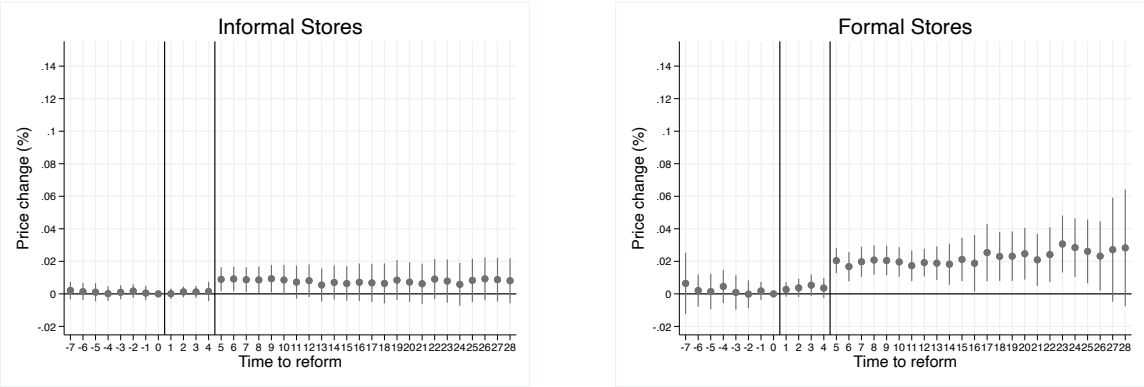 Informal Stores
.14
.12
.1
.08
.06
.04
.02
0
-.02
Price change (%)
-7 -6 -5 -4 -3 -2 -1 0 1 2 3 4 5 6 7 8 9 10 11 12 13 14 15 16 17 18 19 20 21 22 23 24 25 26 27 28
Time to reform
Formal Stores
.14
.12
.1
.08
.06
.04
.02
0
-.02
Price change (%)
-7 -6 -5 -4 -3 -2 -1 0 1 2 3 4 5 6 7 8 9 10 11 12 13 14 15 16 17 18 19 20 21 22 23 24 25 26 27 28
Time to reform